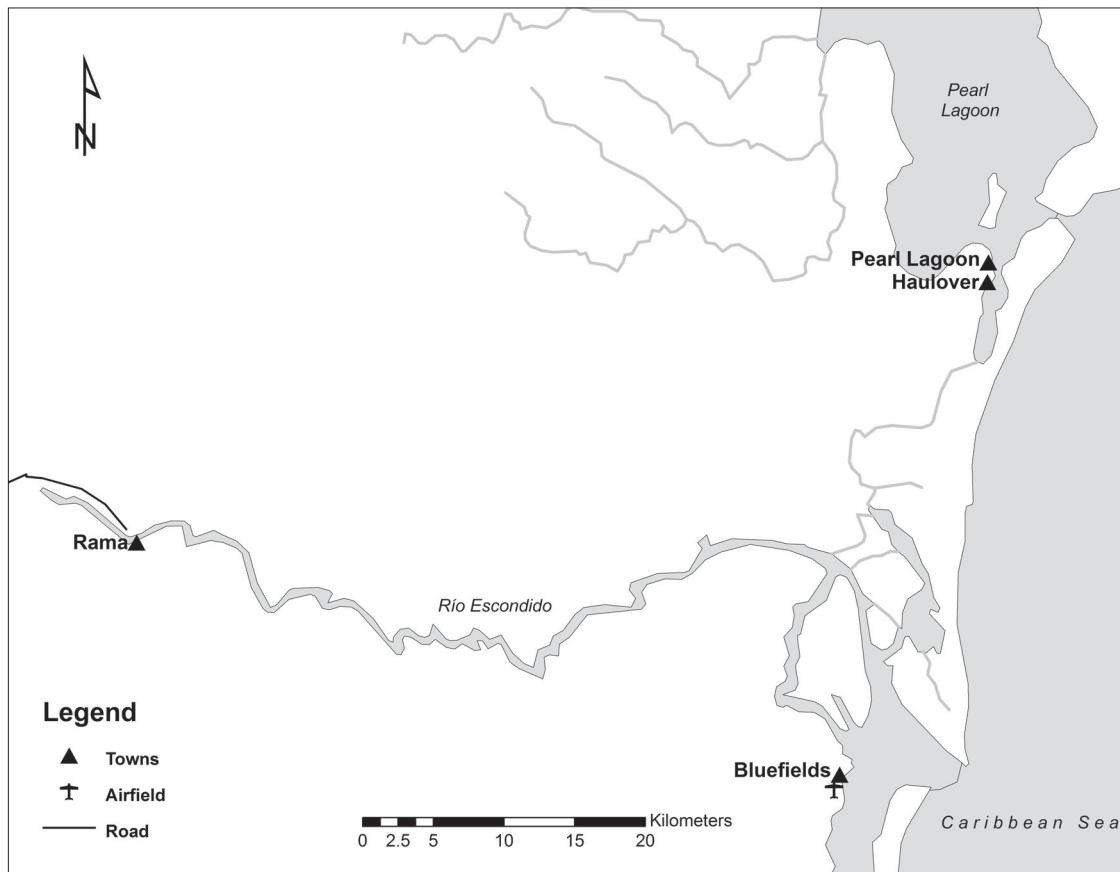 Pearl
Lagoon
N
Pearl Lagoon
Haulover
Rama
Río Escondido
Legend
Towns
Airfield
Road
Bluefields
Kilometers
0 2.5 5 10 15 20
Caribbean Sea